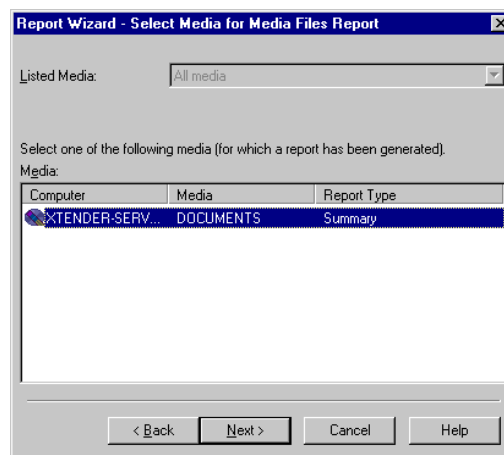 Report Wizard - Select Media for Media Files Report
Listed Media: All media
Select one of the following media (for which a report has been generated).
Media:
Computer Media Report Type
XTENDER-SERV... DOCUMENTS Summary
< Back Next > Cancel Help